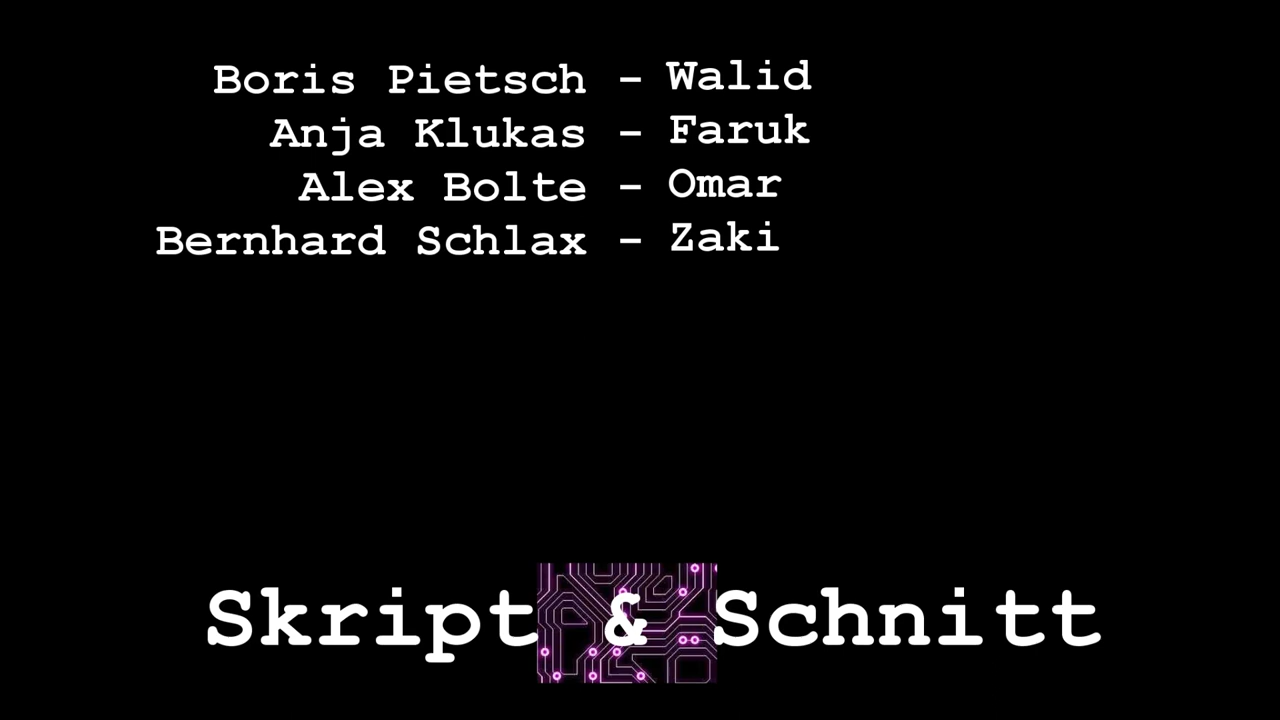 Boris Pietsch - Walid
Anja Klukas - Faruk
Alex Bolte - Omar
Bernhard Schlax - Zaki
Skript & Schnitt